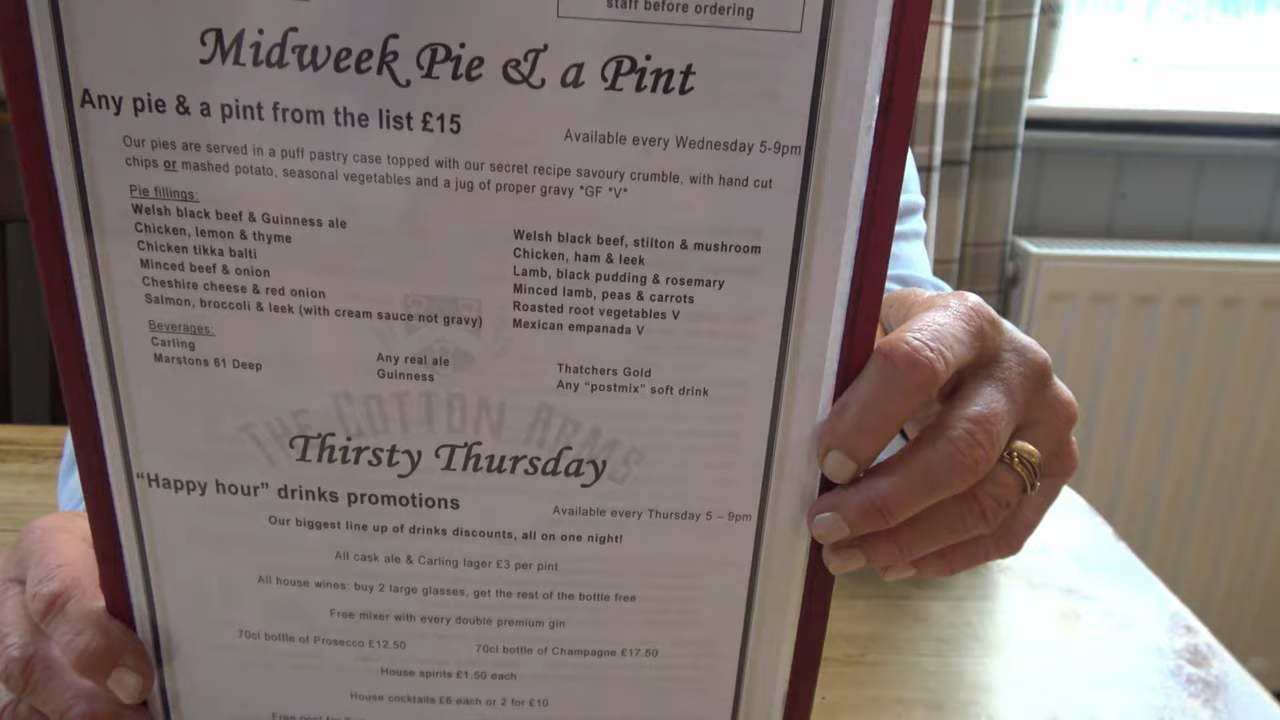 staff before ordering
Midweek Pie & a Pint
Any pie & a pint from the list £15
Available every Wednesday 5-9pm
Our pies are served in a puff pastry case topped with our secret recipe savoury crumble, with hand cut
chips or mashed potato, seasonal vegetables and a jug of proper gravy *GF *V*
Pie fillings:
Welsh black beef & Guinness ale
Chicken, lemon & thyme
Chicken tikka balti
Minced beef & onion
Cheshire cheese & red onion
Salmon, broccoli & leek (with cream sauce not gravy)
Welsh black beef, stilton & mushroom
Chicken, ham & leek
Lamb, black pudding & rosemary
Minced lamb, peas & carrots
Roasted root vegetables V
Mexican empanada V
Beverages:
Carling
Marstons 61 Deep
Any real ale
Guinness
Thatchers Gold
Any “postmix” soft drink
THE COTTON ARMS
Thirsty Thursday
“Happy hour” drinks promotions
Available every Thursday 5 – 9pm
Our biggest line up of drinks discounts, all on one night!
All cask ale & Carling lager £3 per pint
All house wines: buy 2 large glasses, get the rest of the bottle free
Free mixer with every double premium gin
70cl bottle of Prosecco £12.50
70cl bottle of Champagne £17.50
House spirits £1.50 each
House cocktails £6 each or 2 for £10